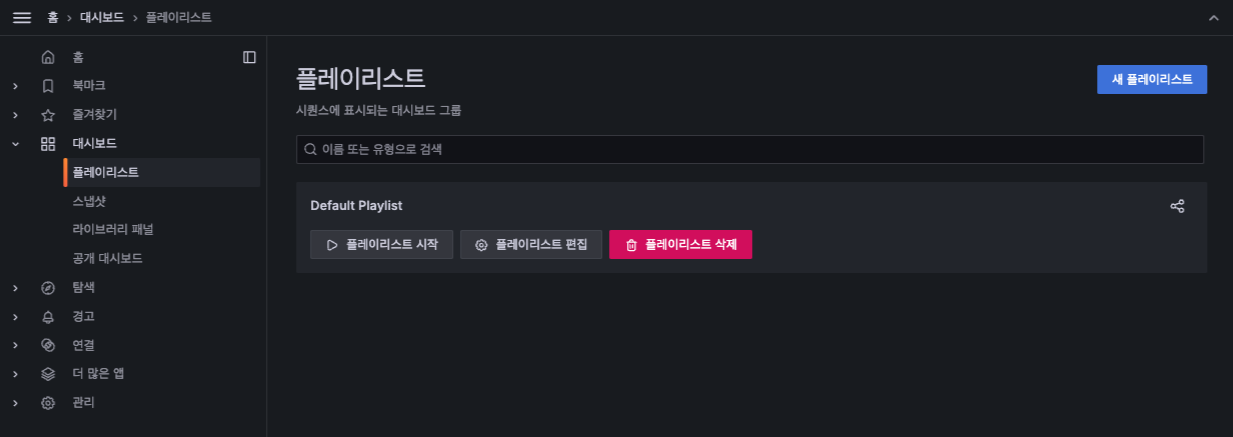 홈 › 대시보드 › 플레이리스트
홈
북마크
즐겨찾기
대시보드
플레이리스트
스냅샷
라이브러리 패널
공개 대시보드
탐색
경고
연결
더 많은 앱
관리
플레이리스트
새 플레이리스트
시퀀스에 표시되는 대시보드 그룹
이름 또는 유형으로 검색
Default Playlist
플레이리스트 시작 플레이리스트 편집 플레이리스트 삭제